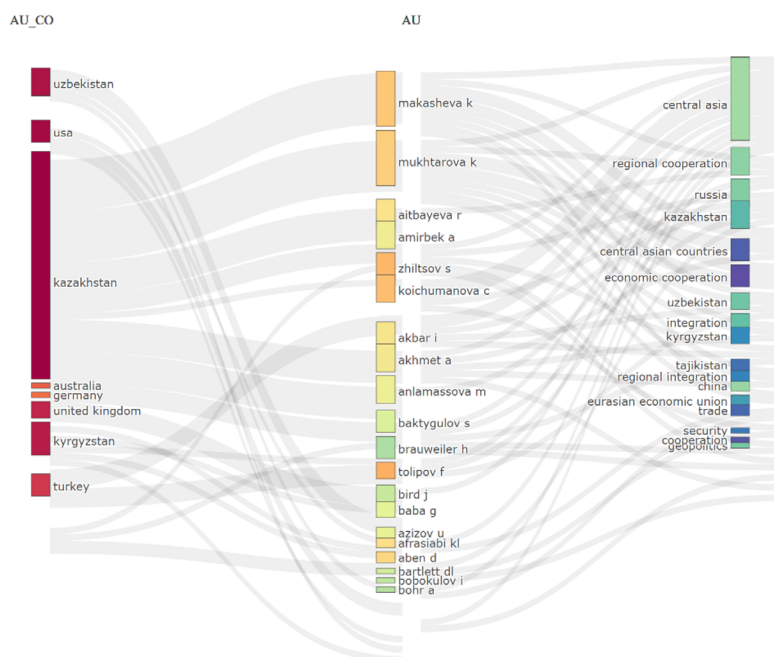 AU_CO
AU
uzbekistan
usa
kazakhstan
australia
germany
united kingdom
kyrgyzstan
turkey
makasheva k
mukhtarova k
aitbayeva r
amirbek a
zhiltsov s
koichumanova c
akbar i
akhmet a
anlamassova m
baktygulov s
brauweiler h
tolipov f
bird j
baba g
azizov u
afrasiabi kl
aben d
bartlett dl
bobokulov i
bohr a
central asia
regional cooperation
russia
kazakhstan
central asian countries
economic cooperation
uzbekistan
integration
kyrgyzstan
tajikistan
regional integration
china
eurasian economic union
trade
security
cooperation
geopolitics